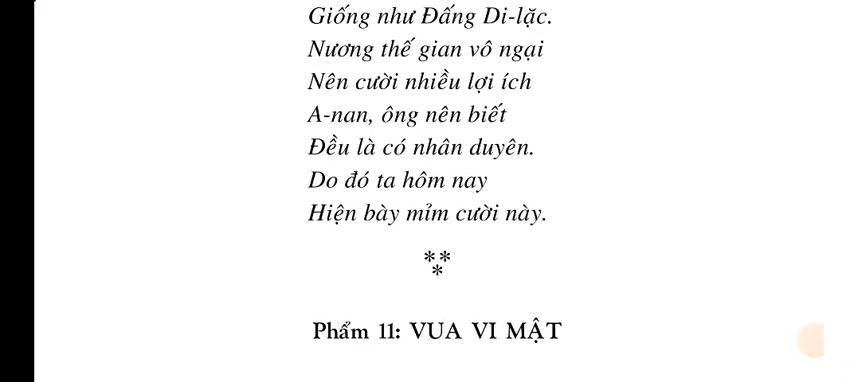 Giống như Đấng Di-lặc.
Nương thế gian vô ngại
Nên cười nhiều lợi ích
A-nan, ông nên biết
Đều là có nhân duyên.
Do đó ta hôm nay
Hiện bày mỉm cười này.
**
*
Phẩm 11: VUA VI MẬT